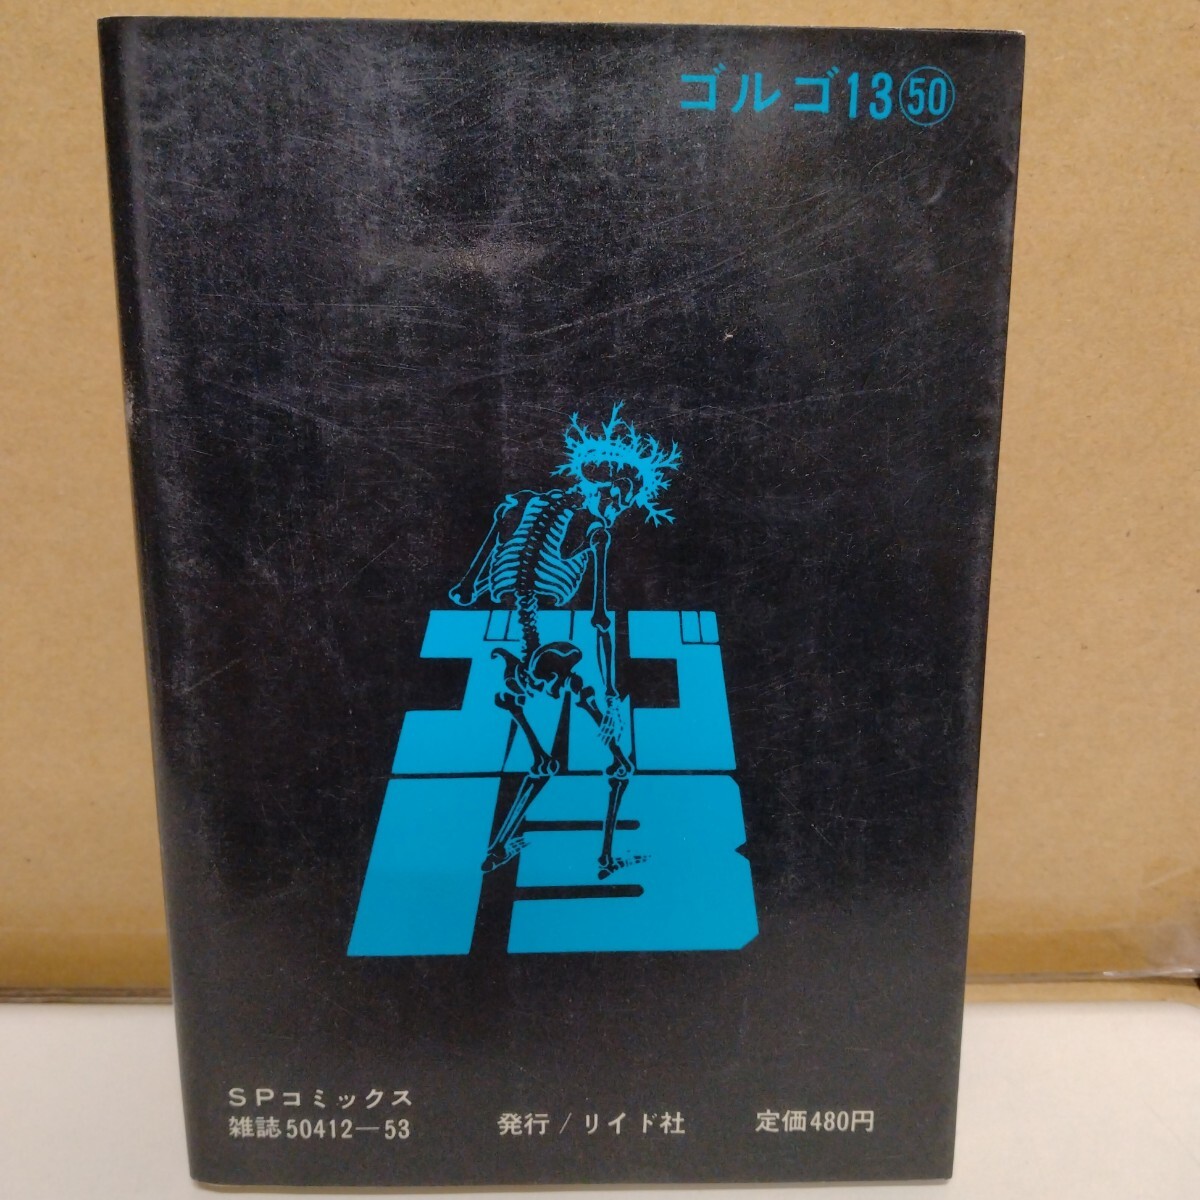 ゴルゴ13㊿
ゴルゴ
13
SPコミックス
雑誌50412—53
発行/リイド社
定価480円